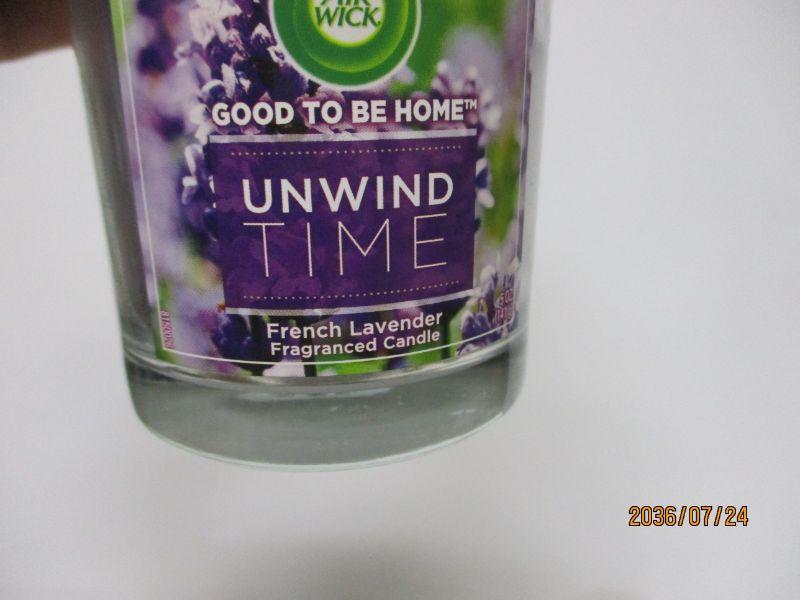 WICK
GOOD TO BE HOME™
UNWIND
TIME
French Lavender
Fragranced Candle
2036/07/24